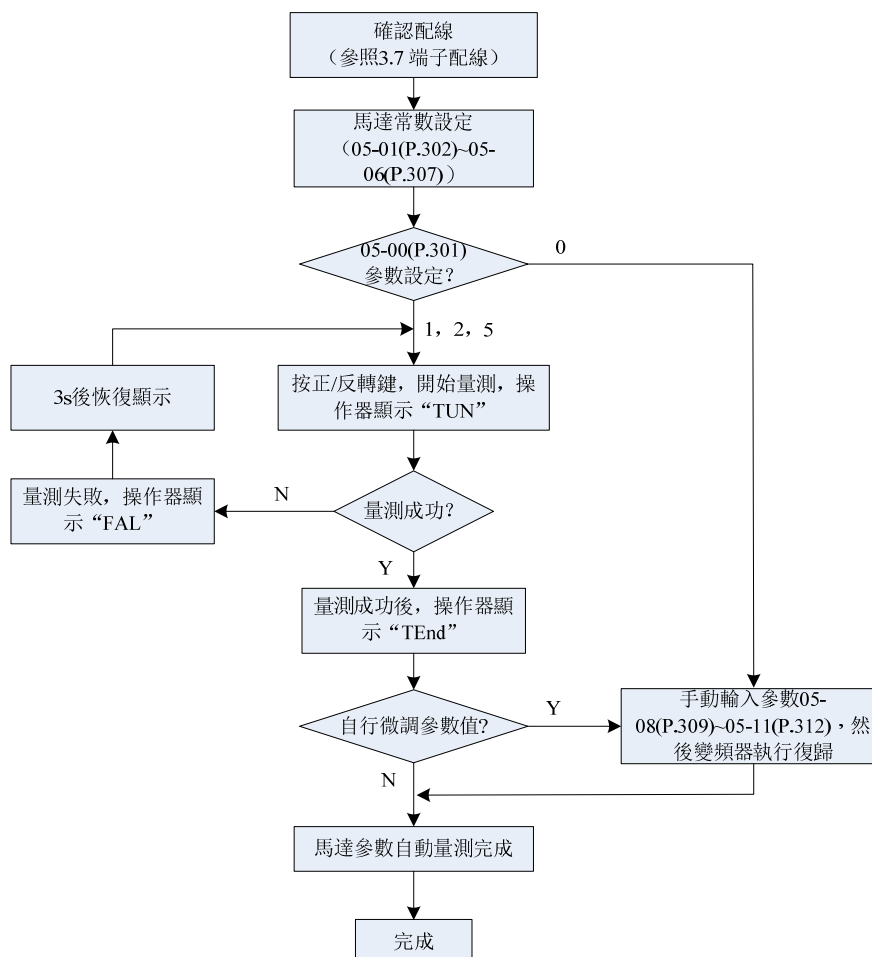 確認配線
（參照3.7 端子配線）
馬達常數設定
（05-01(P.302)~05-
06(P.307)）
05-00(P.301)
參數設定?
0
1，2，5
按正/反轉鍵，開始量測，操
作器顯示“TUN”
3s後恢復顯示
量測失敗，操作器顯
示“FAL”
N
量測成功?
Y
量測成功後，操作器顯
示“TEnd”
自行微調參數值?
Y
手動輸入參數05-
08(P.309)~05-11(P.312)，然
後變頻器執行復歸
N
馬達參數自動量測完成
完成